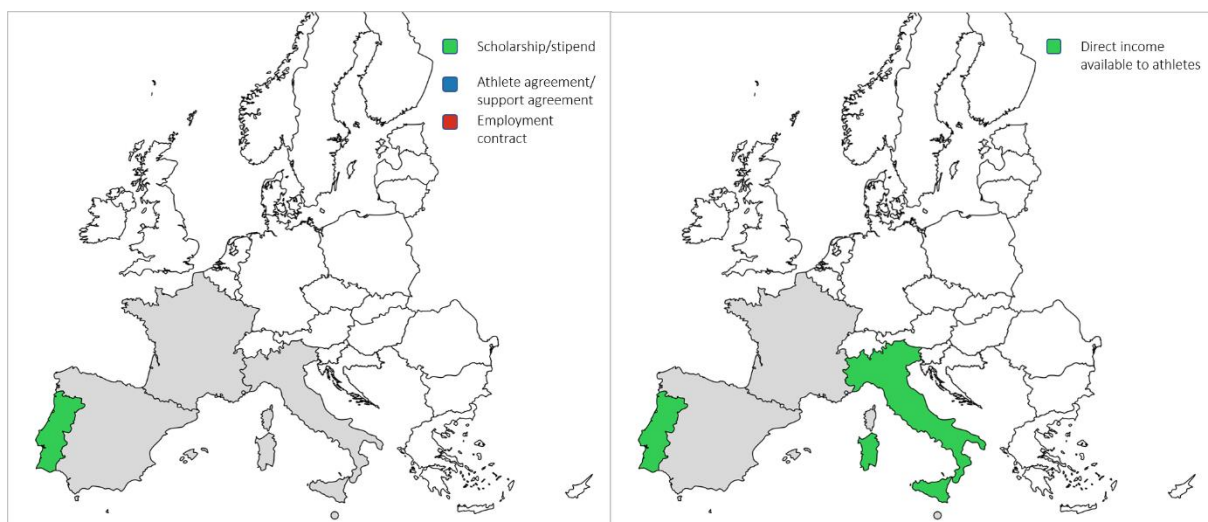 Scholarship/stipend
Athlete agreement/
support agreement
Employment
contract
Direct income
available to athletes